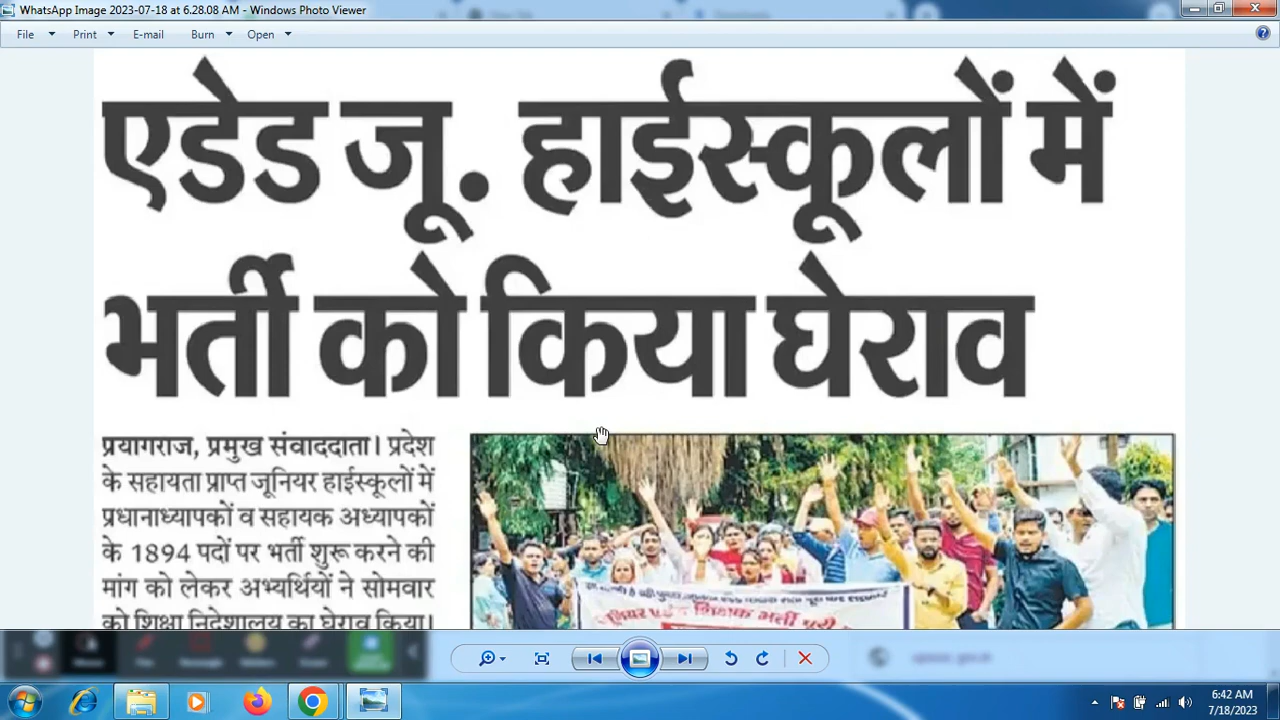 WhatsApp Image 2023-07-18 at 6.28.08 AM - Windows Photo Viewer
File Print E-mail Burn Open
एडेड जू. हाईस्कूलों में
भर्ती को किया घेराव
प्रयागराज, प्रमुख संवाददाता। प्रदेश
के सहायता प्राप्त जूनियर हाईस्कूलों में
प्रधानाध्यापकों व सहायक अध्यापकों
के 1894 पदों पर भर्ती शुरू करने की
मांग को लेकर अभ्यर्थियों ने सोमवार
को शिक्षा निदेशालय का घेराव किया।
शिक्षक भर्ती पूरी
6:42 AM
7/18/2023